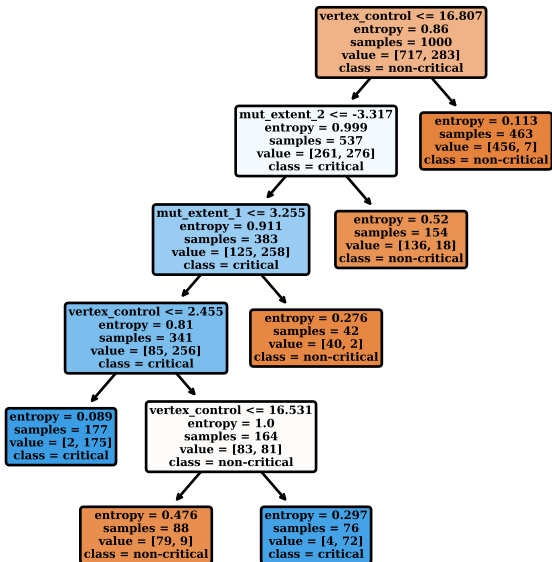 vertex_control <= 16.807
entropy = 0.86
samples = 1000
value = [717, 283]
class = non-critical
mut_extent_2 <= -3.317
entropy = 0.999
samples = 537
value = [261, 276]
class = critical
entropy = 0.113
samples = 463
value = [456, 7]
class = non-critical
mut_extent_1 <= 3.255
entropy = 0.911
samples = 383
value = [125, 258]
class = critical
entropy = 0.52
samples = 154
value = [136, 18]
class = non-critical
vertex_control <= 2.455
entropy = 0.81
samples = 341
value = [85, 256]
class = critical
entropy = 0.276
samples = 42
value = [40, 2]
class = non-critical
entropy = 0.089
samples = 177
value = [2, 175]
class = critical
vertex_control <= 16.531
entropy = 1.0
samples = 164
value = [83, 81]
class = non-critical
entropy = 0.476
samples = 88
value = [79, 9]
class = non-critical
entropy = 0.297
samples = 76
value = [4, 72]
class = critical